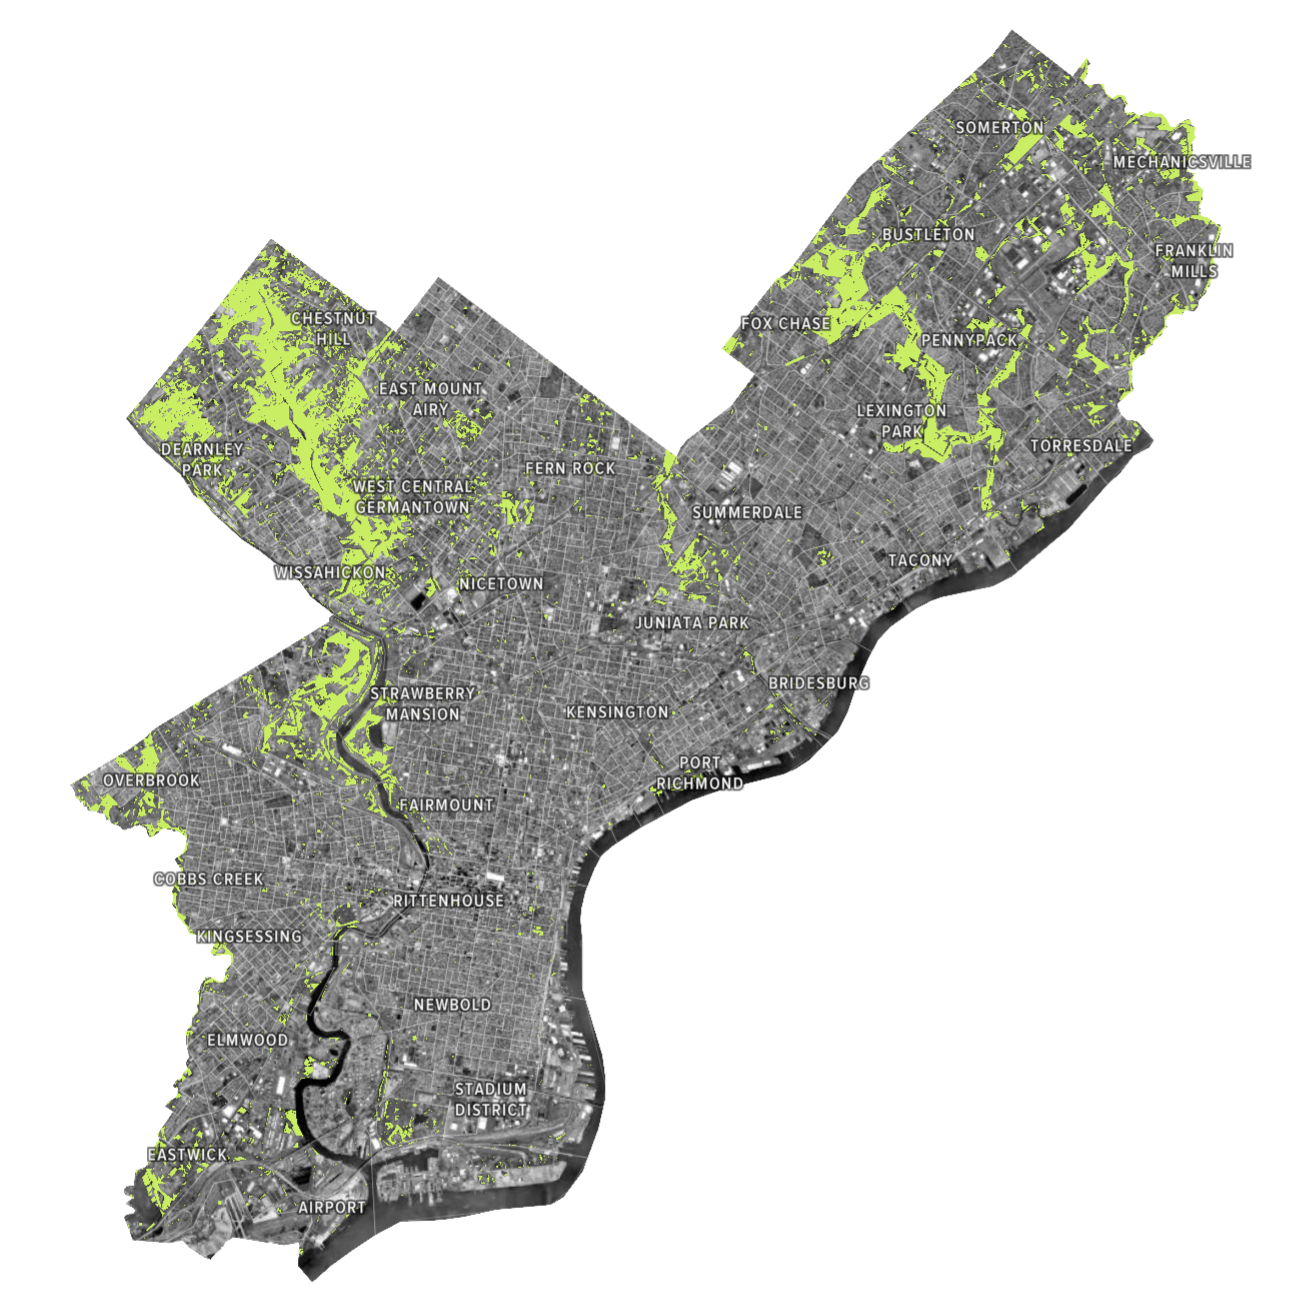 SOMERTON
MECHANICSVILLE
BUSTLETON
FRANKLIN
MILLS
CHESTNUT
HILL
FOX CHASE
PENNYPACK
EAST MOUNT
AIRY
LEXINGTON
PARK
DEARNLEY
PARK
TORRESDALE
FERN ROCK
WEST CENTRAL
GERMANTOWN
SUMMERDALE
TACONY
WISSAHICKON
NICETOWN
JUNIATA PARK
BRIDESBURG
STRAWBERRY
MANSION
KENSINGTON
PORT
RICHMOND
OVERBROOK
FAIRMOUNT
COBBS CREEK
RITTENHOUSE
KINGSESSING
NEWBOLD
ELMWOOD
STADIUM
DISTRICT
EASTWICK
AIRPORT